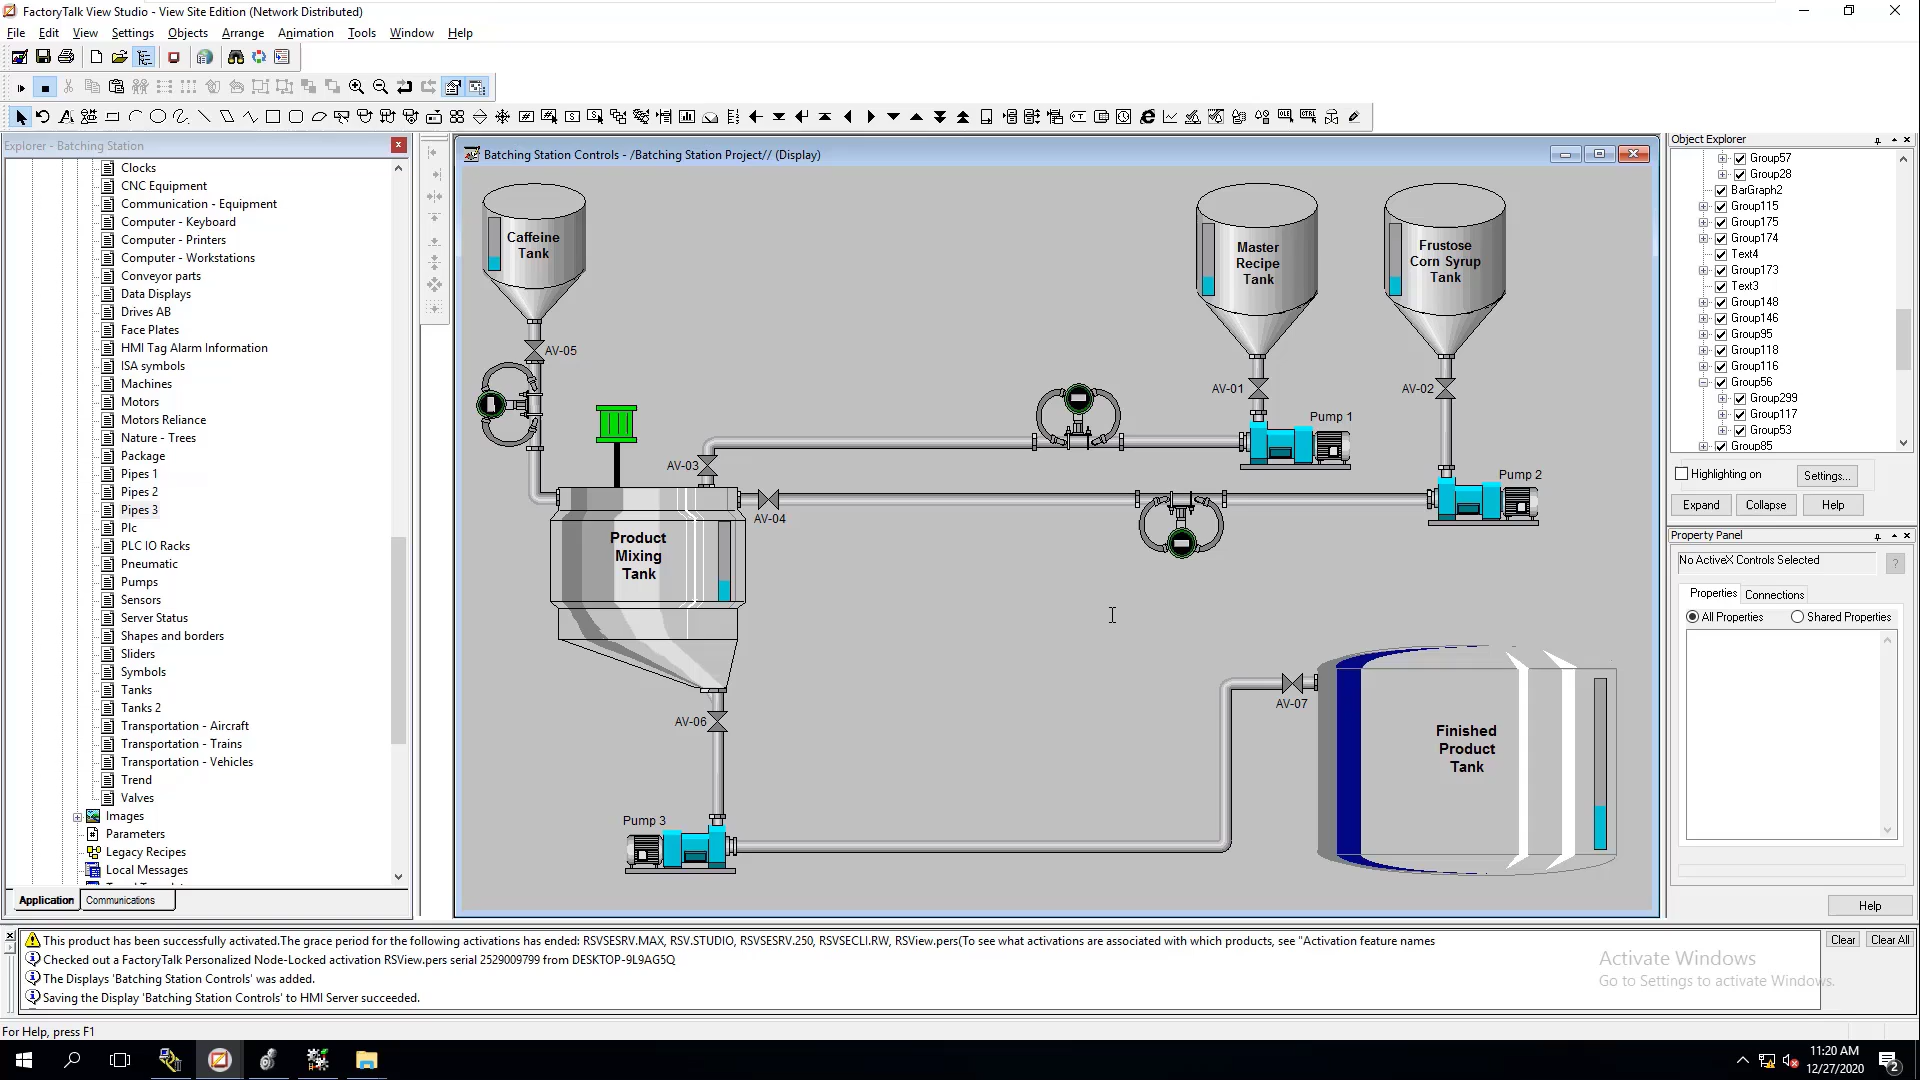 FactoryTalk View Studio - View Site Edition (Network Distributed)
File Edit View Settings Objects Arrange Animation Tools Window Help
Explorer - Batching Station
Clocks
CNC Equipment
Communication - Equipment
Computer - Keyboard
Computer - Printers
Computer - Workstations
Conveyor parts
Data Displays
Drives AB
Face Plates
HMI Tag Alarm Information
ISA symbols
Machines
Motors
Motors Reliance
Nature - Trees
Package
Pipes 1
Pipes 2
Pipes 3
Plc
PLC IO Racks
Pneumatic
Pumps
Sensors
Server Status
Shapes and borders
Sliders
Symbols
Tanks
Tanks 2
Transportation - Aircraft
Transportation - Trains
Transportation - Vehicles
Trend
Valves
Images
Parameters
Legacy Recipes
Local Messages
Application Communications
Batching Station Controls - /Batching Station Project// (Display)
Caffeine
Tank
Master
Recipe
Tank
Frustose
Corn Syrup
Tank
AV-05
AV-01
AV-02
Pump 1
AV-03
Pump 2
AV-04
Product
Mixing
Tank
AV-07
AV-06
Finished
Product
Tank
Pump 3
Object Explorer
Group57
Group28
BarGraph2
Group115
Group175
Group174
Text4
Group173
Text3
Group148
Group146
Group95
Group118
Group116
Group56
Group299
Group117
Group53
Group85
Highlighting on Settings...
Expand Collapse Help
Property Panel
No ActiveX Controls Selected ?
Properties Connections
All Properties Shared Properties
Help
This product has been successfully activated.The grace period for the following activations has ended: RSVSESRV.MAX, RSV.STUDIO, RSVSESRV.250, RSVSECLI.RW, RSView.pers(To see what activations are associated with which products, see "Activation feature names
Checked out a FactoryTalk Personalized Node-Locked activation RSView.pers serial 2529009799 from DESKTOP-9L9AG5Q
The Displays 'Batching Station Controls' was added.
Saving the Display 'Batching Station Controls' to HMI Server succeeded.
Clear Clear All
Activate Windows
Go to Settings to activate Windows.
For Help, press F1
11:20 AM
12/27/2020
2